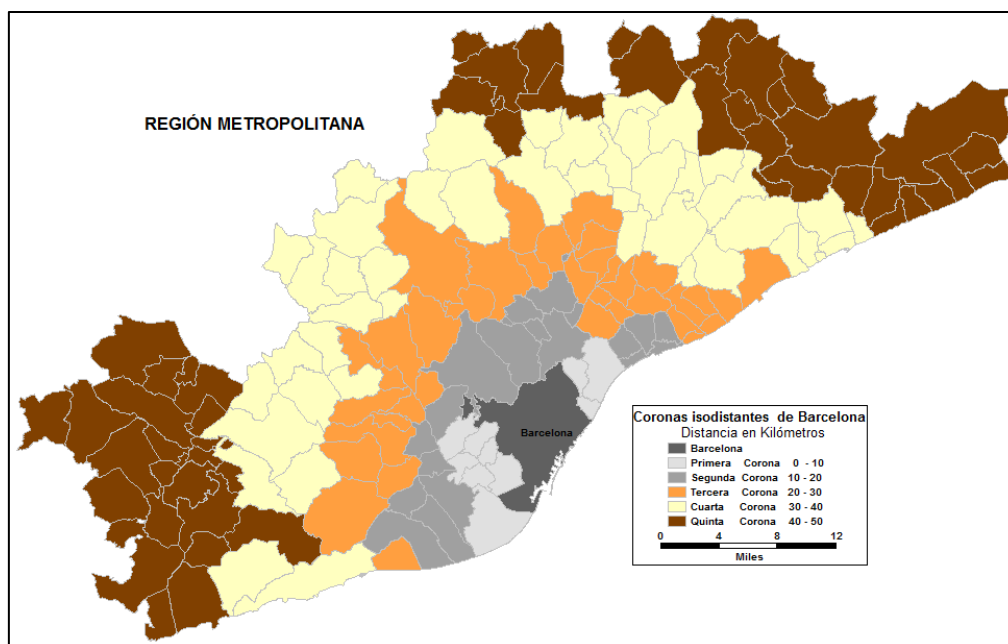 REGIÓN METROPOLITANA
Barcelona
Coronas isodistantes de Barcelona
Distancia en Kilómetros
Barcelona
Primera Corona 0 - 10
Segunda Corona 10 - 20
Tercera Corona 20 - 30
Cuarta Corona 30 - 40
Quinta Corona 40 - 50
0 4 8 12
Miles